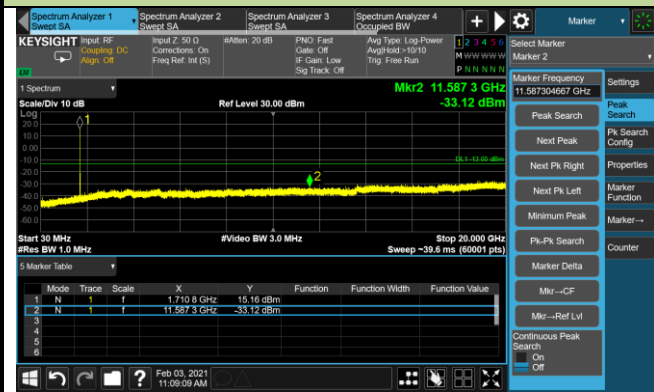 Spectrum Analyzer 1
Swept SA
Spectrum Analyzer 2
Swept SA
Spectrum Analyzer 3
Swept SA
Spectrum Analyzer 4
Occupied BW
+
Marker
KEYSIGHT
Input: RF
Coupling: DC
Align: Off
Input Z: 50 Ω
Corrections: On
Freq Ref: Int (S)
#Atten: 20 dB
PNO: Fast
Gate: Off
IF Gain: Low
Sig Track: Off
Avg Type: Log-Power
Avg|Hold:>10/10
Trig: Free Run
1 2 3 4 5 6
M W W W W W
P N N N N N
LXI
Select Marker
Marker 2
1 Spectrum
Mkr2 11.587 3 GHz
-33.12 dBm
Scale/Div 10 dB
Ref Level 30.00 dBm
Log
20.0
10.0
0.00
-10.0
-20.0
-30.0
-40.0
-50.0
-60.0
1
2
DL1 -13.00 dBm
Start 30 MHz
#Res BW 1.0 MHz
#Video BW 3.0 MHz
Stop 20.000 GHz
Sweep ~39.6 ms (60001 pts)
Marker Frequency
11.587304667 GHz
Peak Search
Next Peak
Next Pk Right
Next Pk Left
Minimum Peak
Pk-Pk Search
Marker Delta
Mkr→CF
Mkr→Ref Lvl
Continuous Peak
Search
On
Off
Settings
Peak
Search
Pk Search
Config
Properties
Marker
Function
Marker→
Counter
5 Marker Table
Mode Trace Scale X Y Function Function Width Function Value
1 N 1 f 1.710 8 GHz 15.16 dBm
2 N 1 f 11.587 3 GHz -33.12 dBm
3
4
5
6
?
Feb 03, 2021
11:09:09 AM